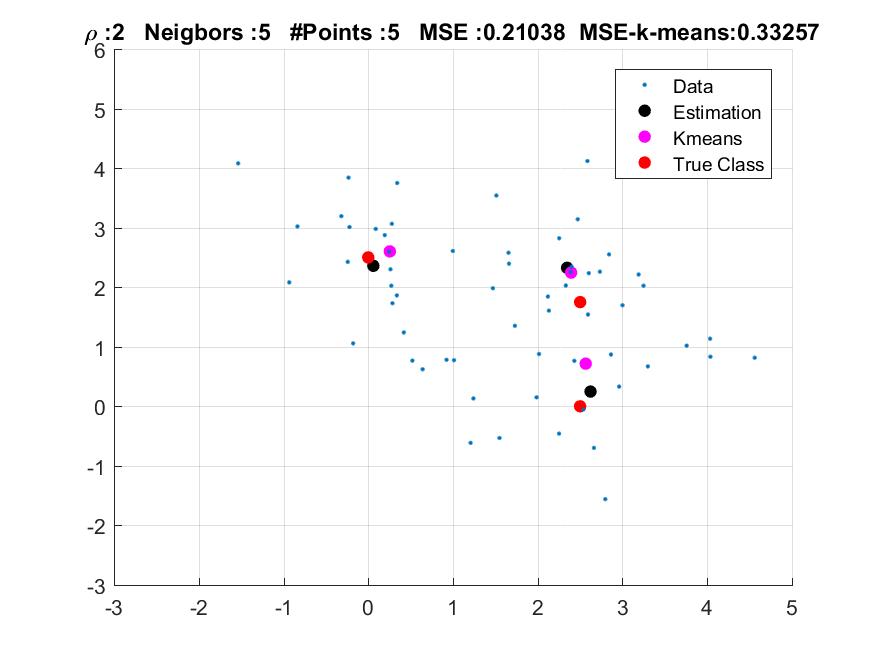 ρ :2 Neigbors :5 #Points :5 MSE :0.21038 MSE-k-means:0.33257
6
5
4
3
2
1
0
-1
-2
-3
-3 -2 -1 0 1 2 3 4 5
Data
Estimation
Kmeans
True Class